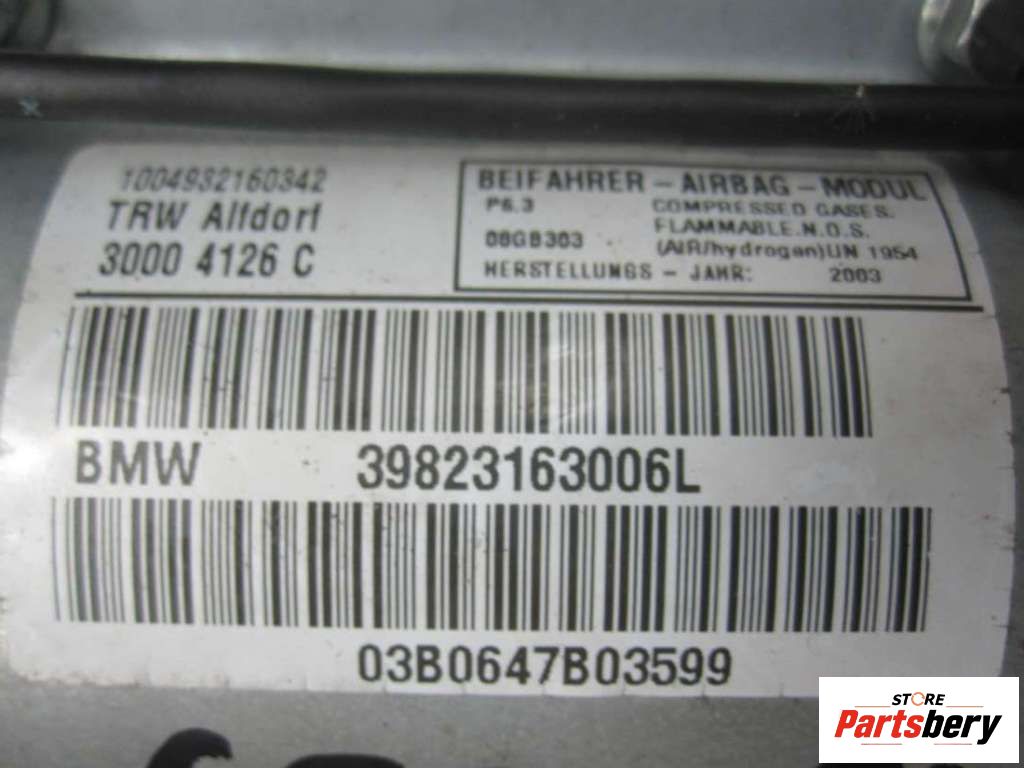 1004932160342
TRW Alfdorf
3000 4126 C
BEIFAHRER - AIRBAG - MODUL
P6.3 COMPRESSED GASES.
FLAMMABLE.N.O.S.
08GB303 (AIR/hydrogen)UN 1954
HERSTELLUNGS - JAHR: 2003
BMW 39823163006L
03B0647B03599
STORE
Partsbery